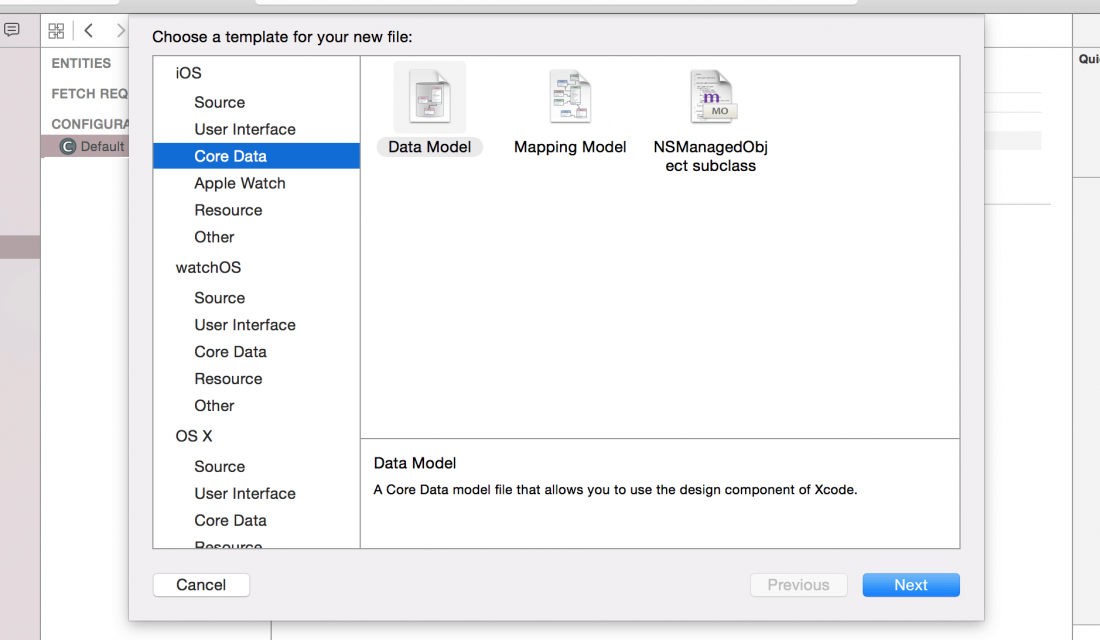 Choose a template for your new file:
ENTITIES
FETCH REQ
CONFIGURA
C Default
Qui
iOS
Source
User Interface
Core Data
Apple Watch
Resource
Other
watchOS
Source
User Interface
Core Data
Resource
Other
OS X
Source
User Interface
Core Data
Resource
Data Model
Mapping Model
m
MO
NSManagedObj
ect subclass
Data Model
A Core Data model file that allows you to use the design component of Xcode.
Cancel
Previous
Next